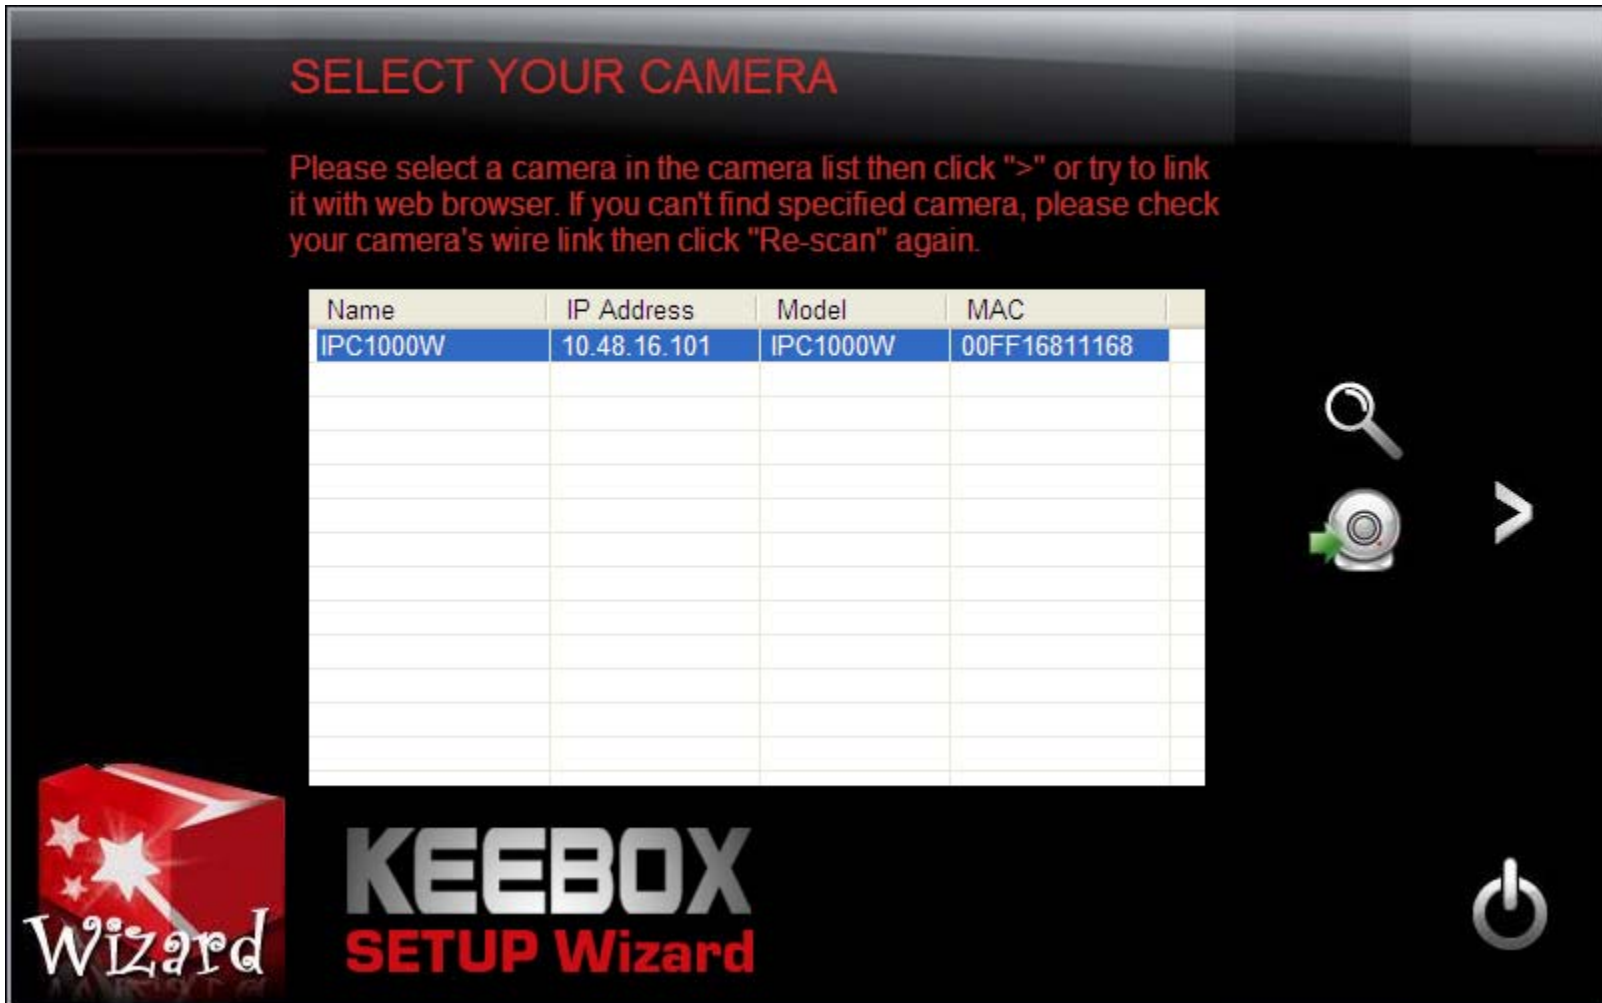 SELECT YOUR CAMERA
Please select a camera in the camera list then click ">" or try to link
it with web browser. If you can't find specified camera, please check
your camera's wire link then click "Re-scan" again.
Name IP Address Model MAC
IPC1000W 10.48.16.101 IPC1000W 00FF16811168
Wizard
KEEBOX
SETUP Wizard